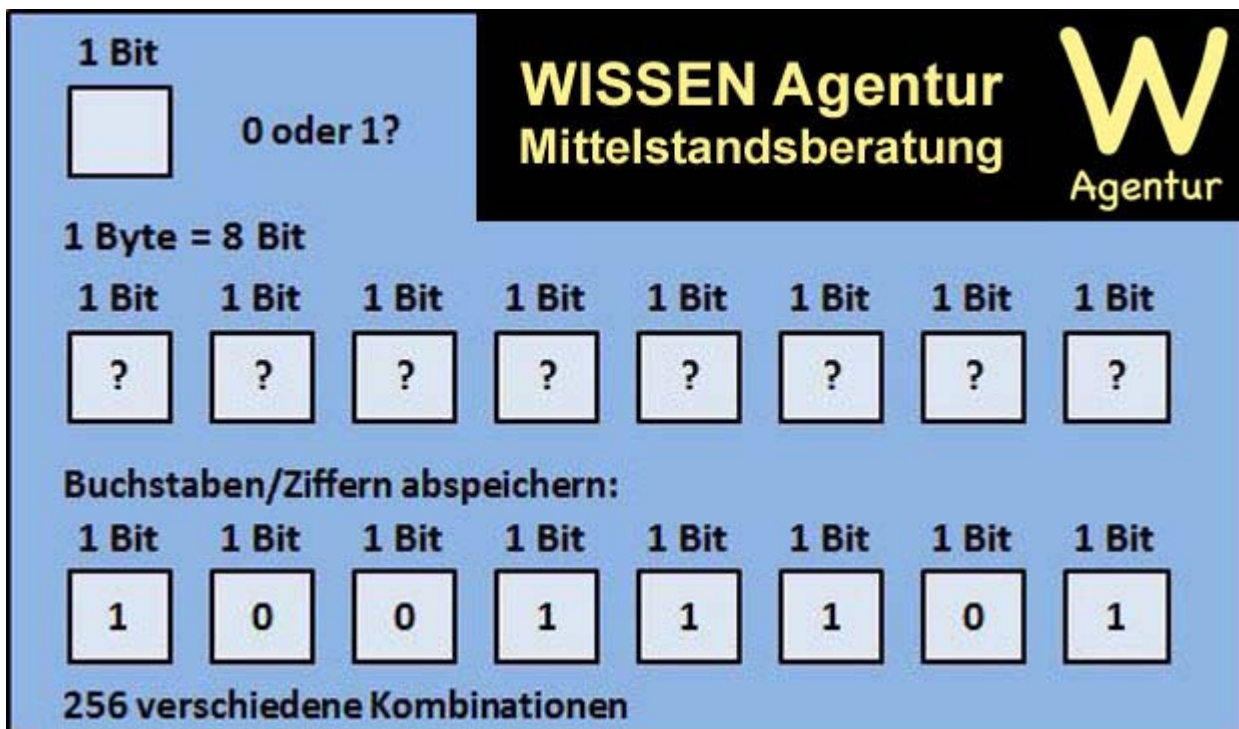 1 Bit
0 oder 1?
WISSEN Agentur
Mittelstandsberatung
W
Agentur
1 Byte = 8 Bit
1 Bit 1 Bit 1 Bit 1 Bit 1 Bit 1 Bit 1 Bit 1 Bit
? ? ? ? ? ? ? ?
Buchstaben/Ziffern abspeichern:
1 Bit 1 Bit 1 Bit 1 Bit 1 Bit 1 Bit 1 Bit 1 Bit
1 0 0 1 1 1 0 1
256 verschiedene Kombinationen